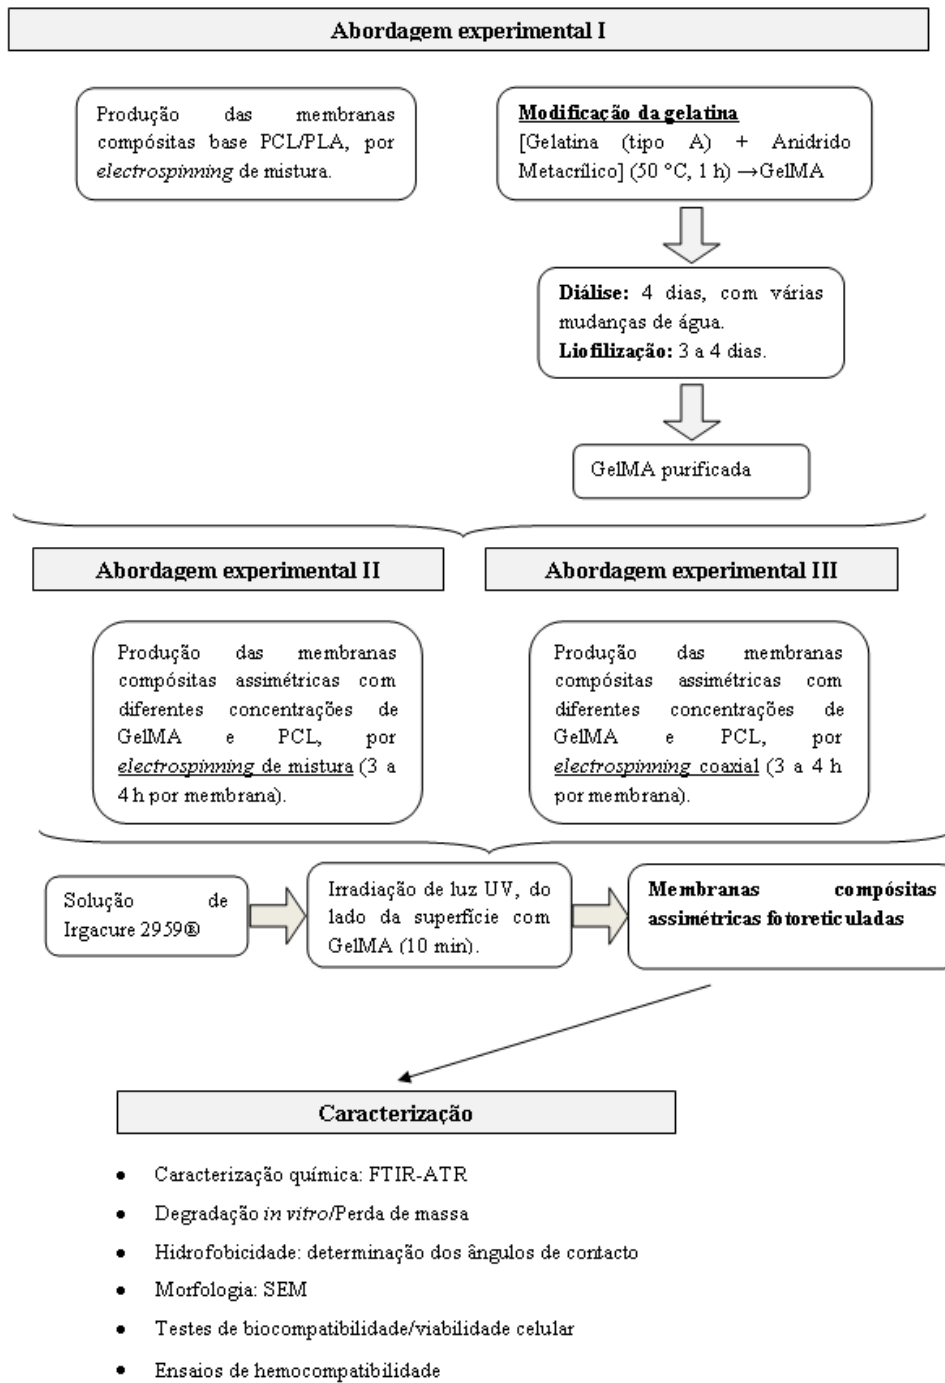 Abordagem experimental I
Produção das membranas
compósitas base PCL/PLA, por
electrospinning de mistura.
Modificação da gelatina
[Gelatina (tipo A) + Anidrido
Metacrílico] (50 °C, 1 h) →GelMA
Diálise: 4 dias, com várias
mudanças de água.
Liofilização: 3 a 4 dias.
GelMA purificada
Abordagem experimental II
Abordagem experimental III
Produção das membranas
compósitas assimétricas com
diferentes concentrações de
GelMA e PCL, por
electrospinning de mistura (3 a
4 h por membrana).
Produção das membranas
compósitas assimétricas com
diferentes concentrações de
GelMA e PCL, por
electrospinning coaxial (3 a 4 h
por membrana).
Solução de
Irgacure 2959®
Irradiação de luz UV, do
lado da superfície com
GelMA (10 min).
Membranas compósitas
assimétricas fotoreticuladas
Caracterização
• Caracterização química: FTIR-ATR
• Degradação in vitro/Perda de massa
• Hidrofobicidade: determinação dos ângulos de contacto
• Morfologia: SEM
• Testes de biocompatibilidade/viabilidade celular
• Ensaios de hemocompatibilidade